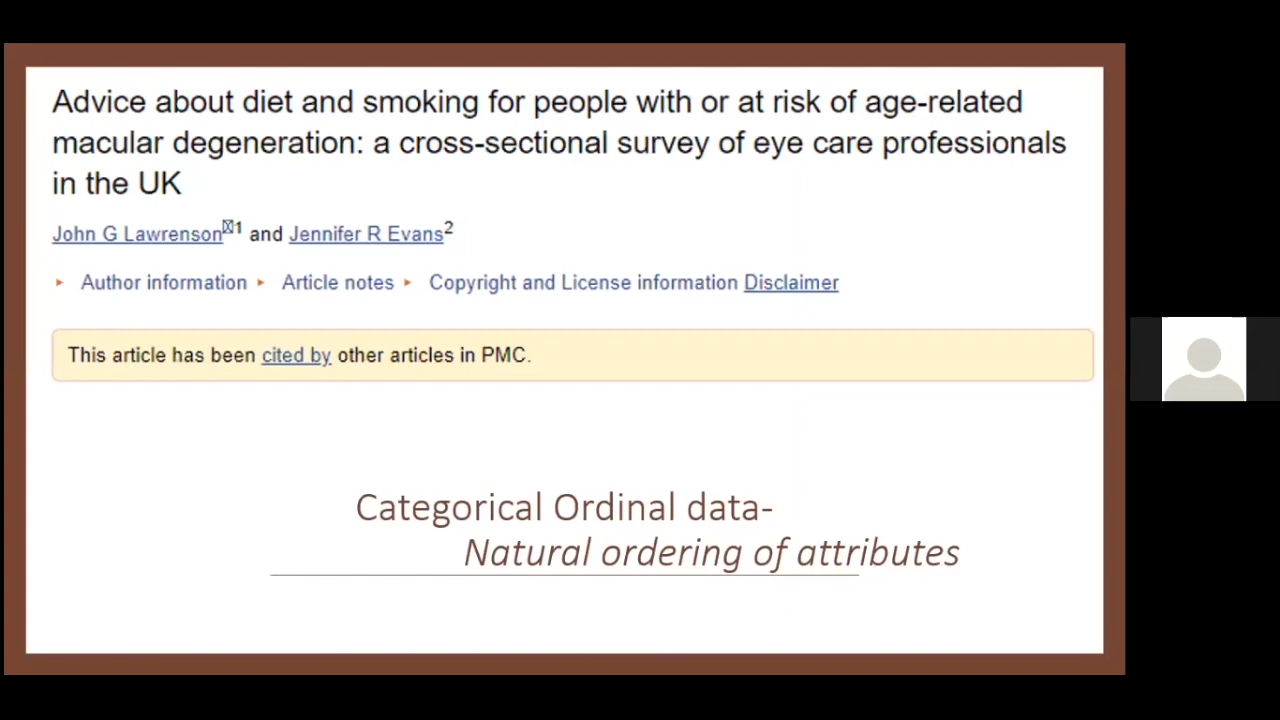 Advice about diet and smoking for people with or at risk of age-related
macular degeneration: a cross-sectional survey of eye care professionals
in the UK
John G Lawrenson1 and Jennifer R Evans2
Author information Article notes Copyright and License information Disclaimer
This article has been cited by other articles in PMC.
Categorical Ordinal data-
Natural ordering of attributes